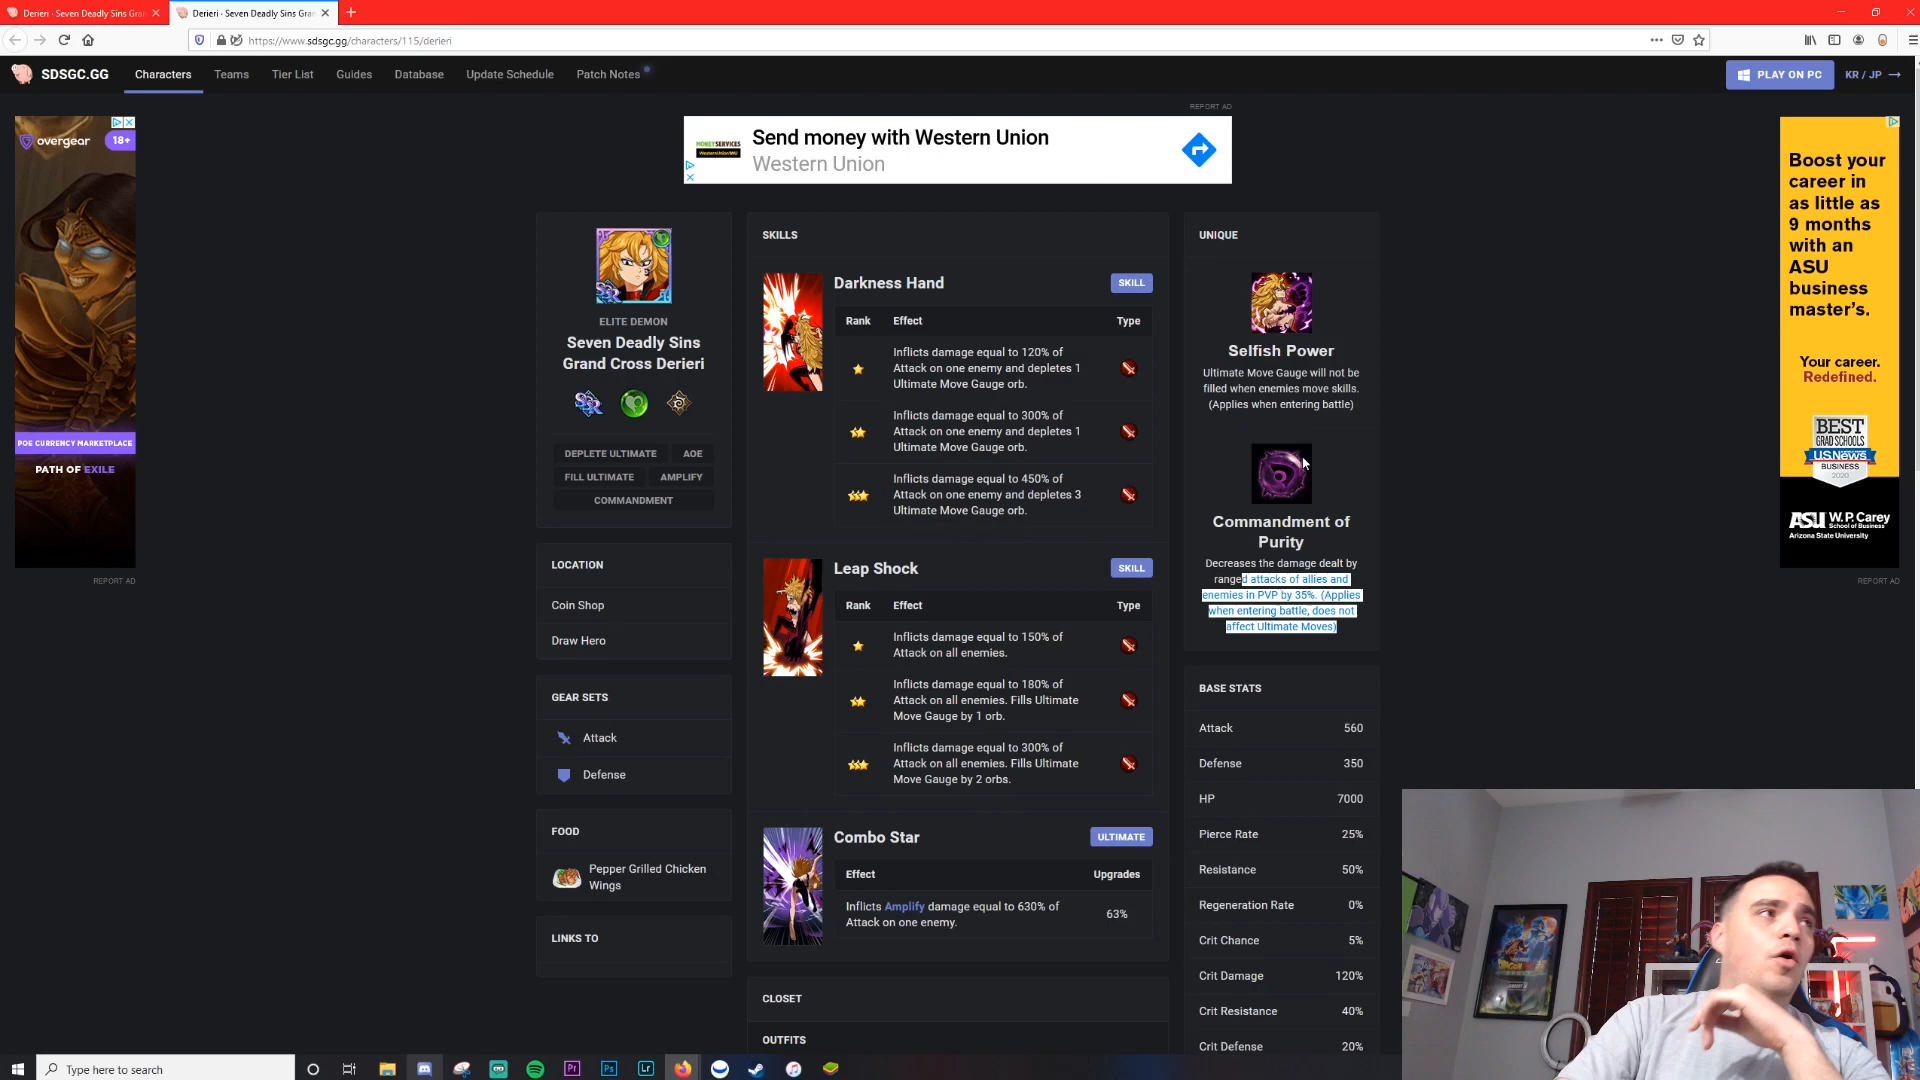 Derieri · Seven Deadly Sins Gran
Derieri · Seven Deadly Sins Gran
https://www.sdsgc.gg/characters/115/derieri
SDSGC.GG
Characters
Teams
Tier List
Guides
Database
Update Schedule
Patch Notes
PLAY ON PC
KR / JP →
REPORT AD
overgear
18+
POE CURRENCY MARKETPLACE
PATH OF EXILE
REPORT AD
MONEY SERVICES
WesternUnion WU
Send money with Western Union
Western Union
Boost your
career in
as little as
9 months
with an
ASU
business
master's.
Your career.
Redefined.
BEST
GRAD SCHOOLS
U.S.News
BUSINESS
2020
ASU W. P. Carey
School of Business
Arizona State University
REPORT AD
ELITE DEMON
Seven Deadly Sins
Grand Cross Derieri
DEPLETE ULTIMATE
AOE
FILL ULTIMATE
AMPLIFY
COMMANDMENT
LOCATION
Coin Shop
Draw Hero
GEAR SETS
Attack
Defense
FOOD
Pepper Grilled Chicken
Wings
LINKS TO
SKILLS
Darkness Hand
SKILL
Rank
Effect
Type
Inflicts damage equal to 120% of
Attack on one enemy and depletes 1
Ultimate Move Gauge orb.
Inflicts damage equal to 300% of
Attack on one enemy and depletes 1
Ultimate Move Gauge orb.
Inflicts damage equal to 450% of
Attack on one enemy and depletes 3
Ultimate Move Gauge orb.
Leap Shock
SKILL
Rank
Effect
Type
Inflicts damage equal to 150% of
Attack on all enemies.
Inflicts damage equal to 180% of
Attack on all enemies. Fills Ultimate
Move Gauge by 1 orb.
Inflicts damage equal to 300% of
Attack on all enemies. Fills Ultimate
Move Gauge by 2 orbs.
Combo Star
ULTIMATE
Effect
Upgrades
Inflicts Amplify damage equal to 630% of
Attack on one enemy.
63%
CLOSET
OUTFITS
UNIQUE
Selfish Power
Ultimate Move Gauge will not be
filled when enemies move skills.
(Applies when entering battle)
Commandment of
Purity
Decreases the damage dealt by
ranged attacks of allies and
enemies in PVP by 35%. (Applies
when entering battle, does not
affect Ultimate Moves)
BASE STATS
Attack 560
Defense 350
HP 7000
Pierce Rate 25%
Resistance 50%
Regeneration Rate 0%
Crit Chance 5%
Crit Damage 120%
Crit Resistance 40%
Crit Defense 20%
Type here to search
Pr
Ps
Lr